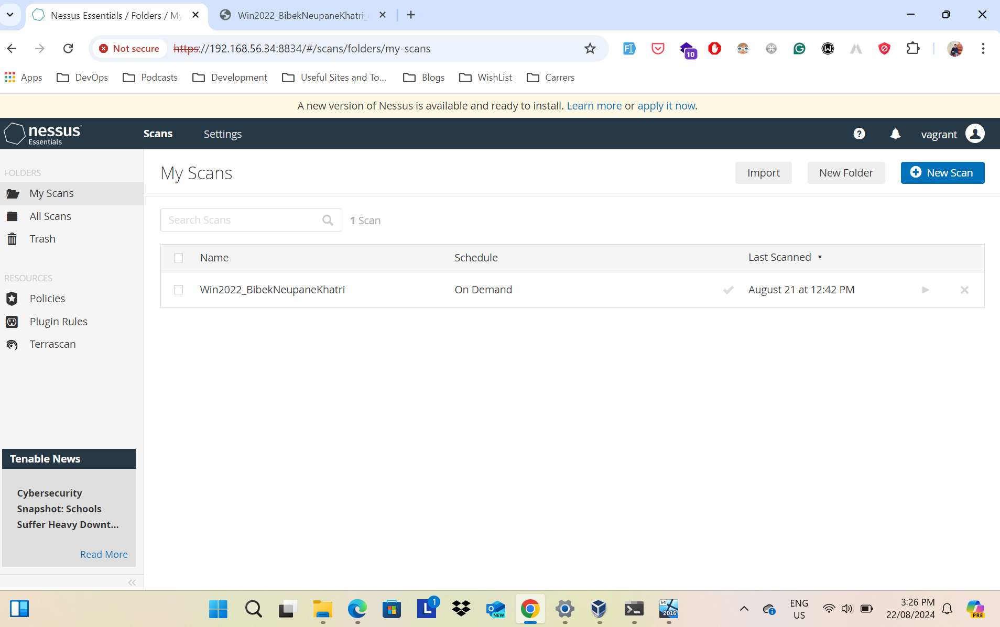 Nessus Essentials / Folders / My
Win2022_BibekNeupaneKhatri_
Not secure
https://192.168.56.34:8834/#/scans/folders/my-scans
10
Apps
DevOps
Podcasts
Development
Useful Sites and To...
Blogs
WishList
Carrers
A new version of Nessus is available and ready to install. Learn more or apply it now.
nessus
Essentials
Scans
Settings
vagrant
FOLDERS
My Scans
All Scans
Trash
RESOURCES
Policies
Plugin Rules
Terrascan
Tenable News
Cybersecurity
Snapshot: Schools
Suffer Heavy Downt...
Read More
My Scans
Import
New Folder
New Scan
Search Scans
1 Scan
Name
Schedule
Last Scanned
Win2022_BibekNeupaneKhatri
On Demand
August 21 at 12:42 PM
L
1
NEW
64
2016
ENG
US
3:26 PM
22/08/2024
PRE